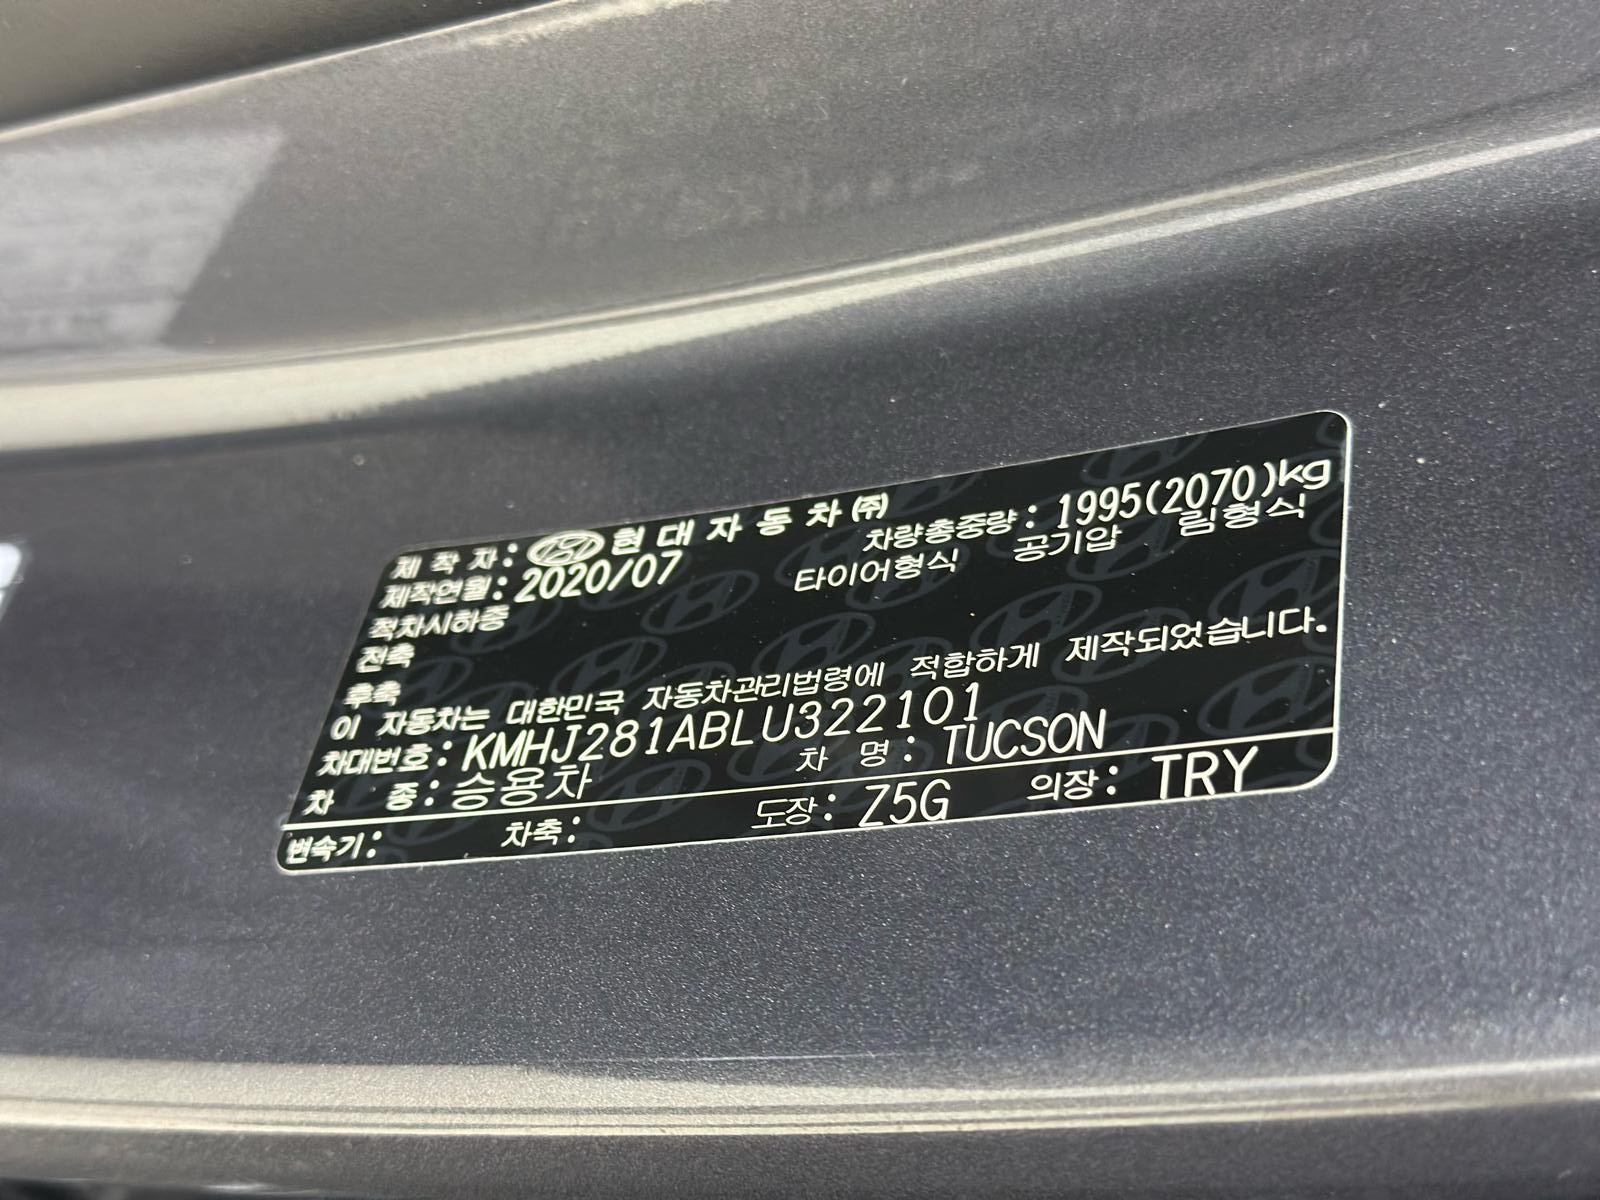 제 작 자 : 현 대 자 동 차 ㈜
제작연월 : 2020/07 차량총중량 : 1995(2070)kg
적차시하중 타이어형식 공기압 림형식
전축
후축
이 자동차는 대한민국 자동차관리법령에 적합하게 제작되었습니다.
차대번호 : KMHJ281ABLU322101
차 종 : 승용차 차 명 : TUCSON
변속기 : 차축 : 도장 : Z5G 의장 : TRY